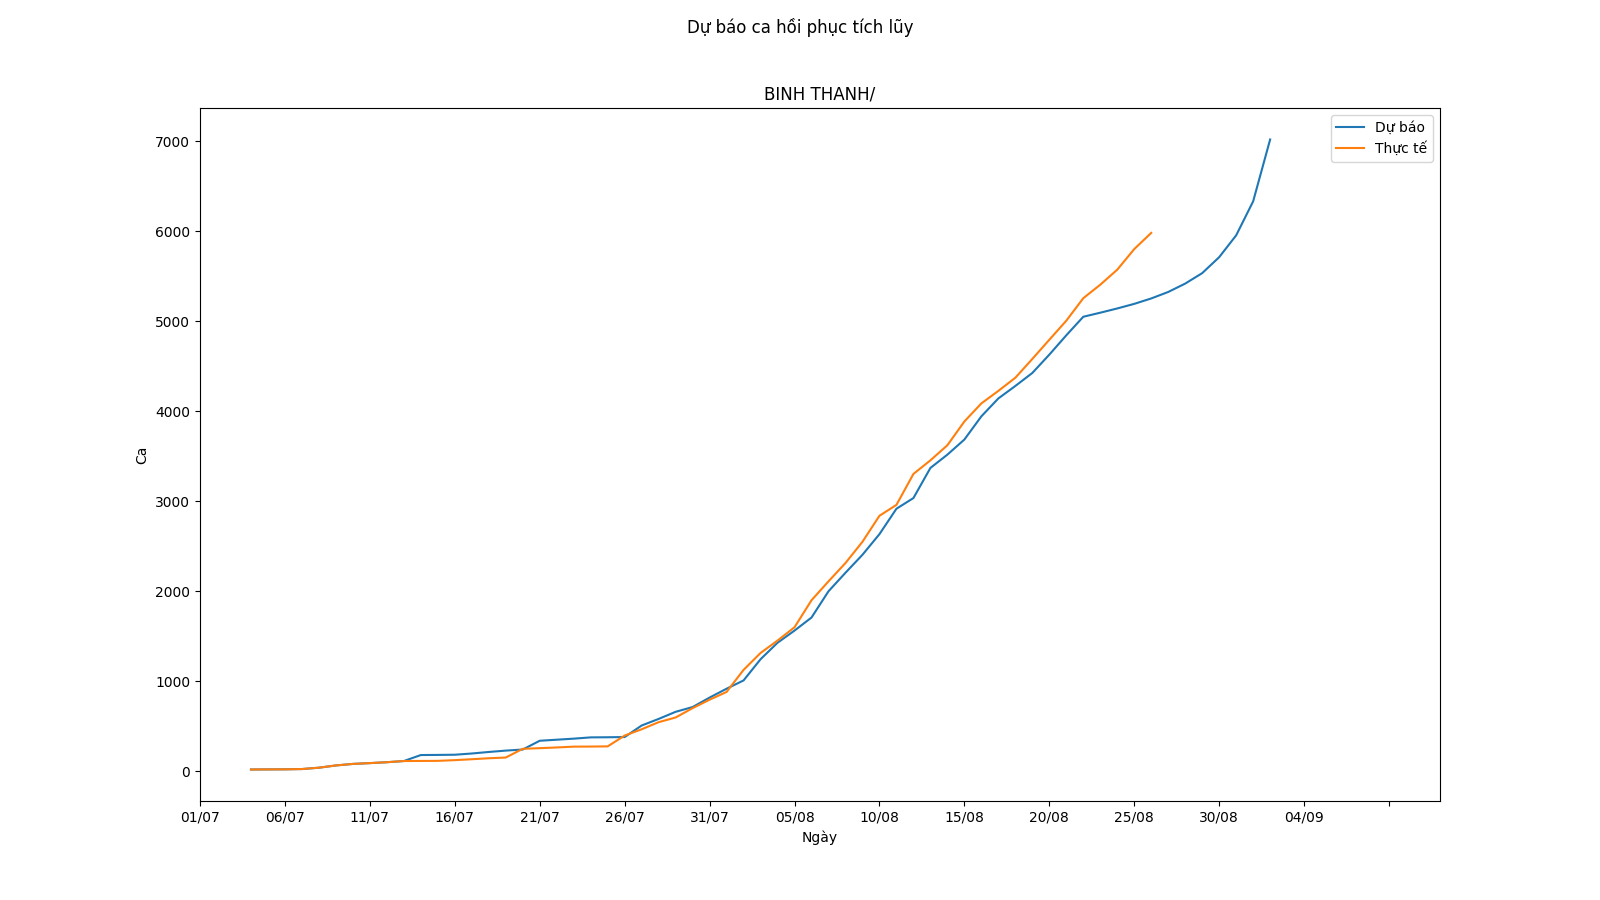 Dự báo ca hồi phục tích lũy
BINH THANH/
Dự báo
Thực tế
7000
6000
5000
4000
3000
2000
1000
0
Ca
01/07 06/07 11/07 16/07 21/07 26/07 31/07 05/08 10/08 15/08 20/08 25/08 30/08 04/09
Ngày